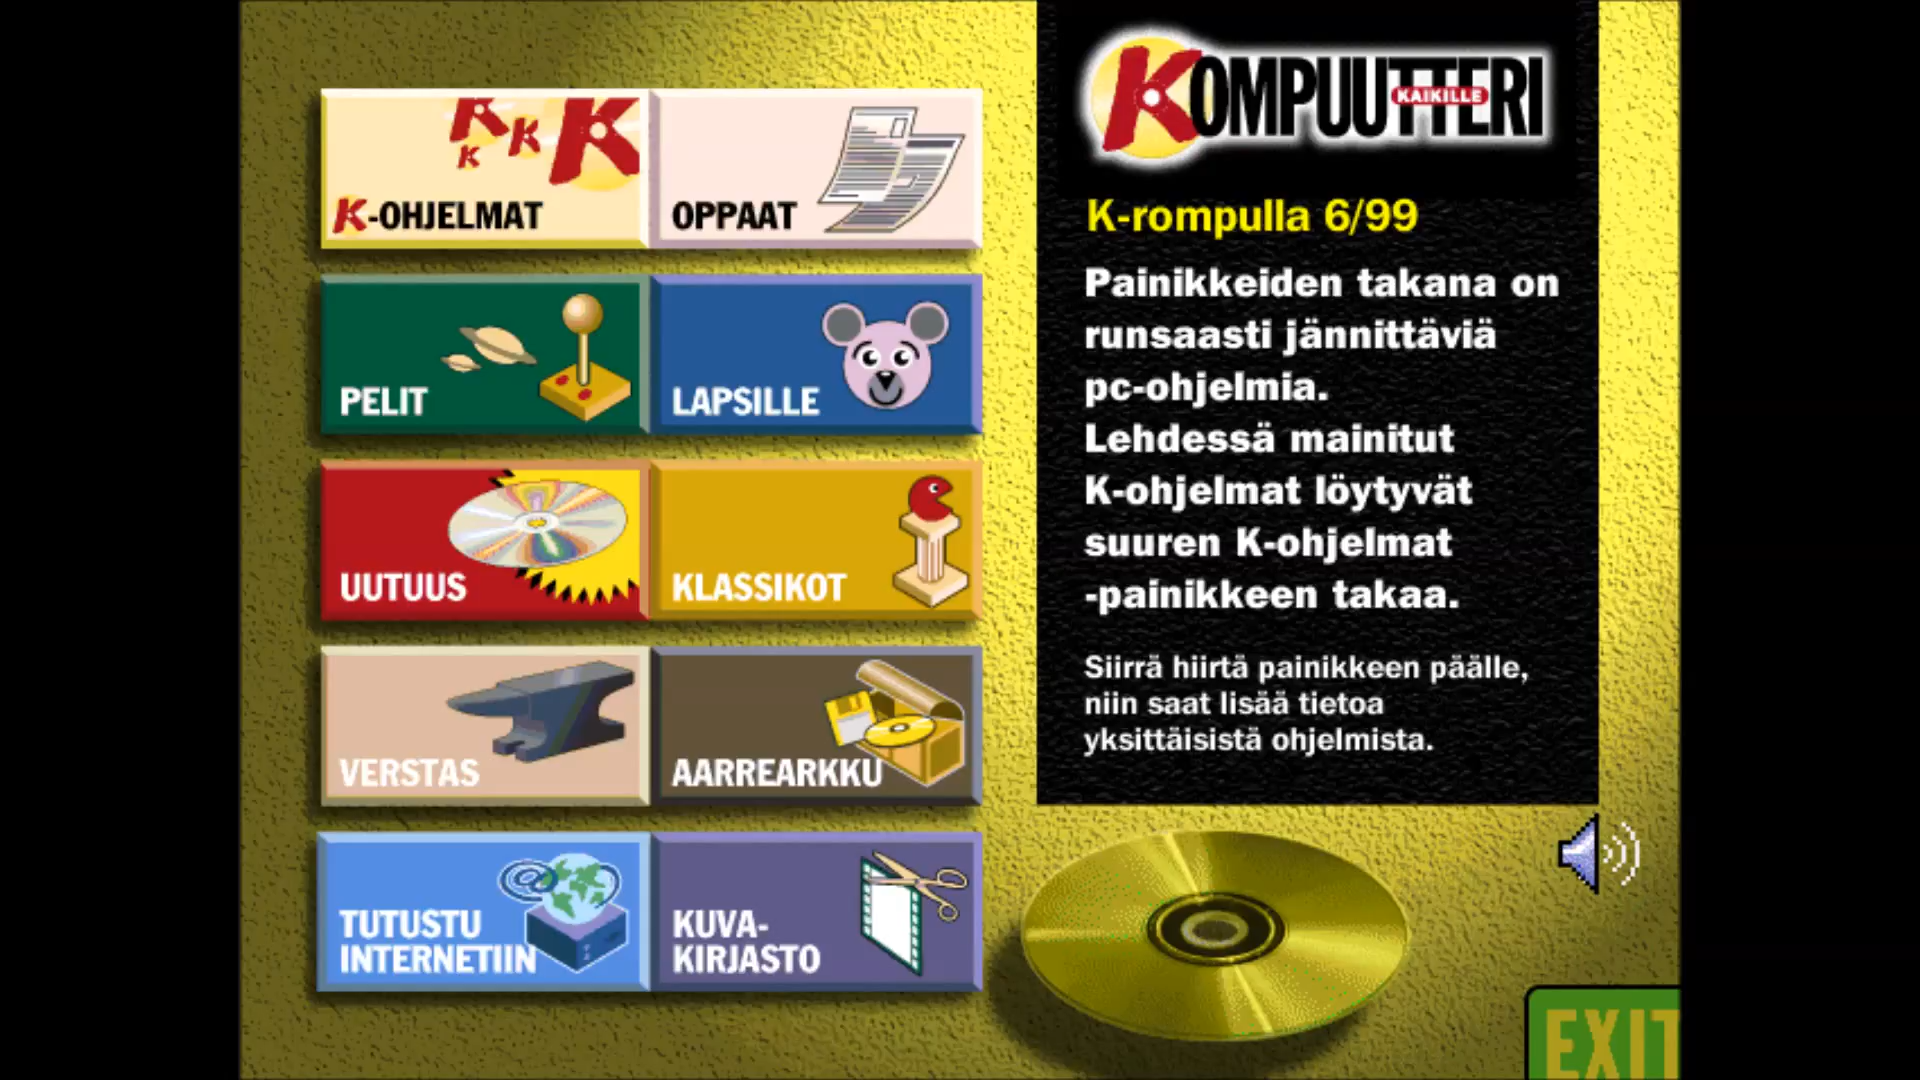 K-OHJELMAT
OPPAAT
PELIT
LAPSILLE
UUTUUS
KLASSIKOT
VERSTAS
AARREARKKU
TUTUSTU
INTERNETIIN
KUVA-
KIRJASTO
KOMPUUTTERI
KAIKILLE
K-rompulla 6/99
Painikkeiden takana on
runsaasti jännittäviä
pc-ohjelmia.
Lehdessä mainitut
K-ohjelmat löytyvät
suuren K-ohjelmat
-painikkeen takaa.
Siirrä hiirtä painikkeen päälle,
niin saat lisää tietoa
yksittäisistä ohjelmista.
EXIT